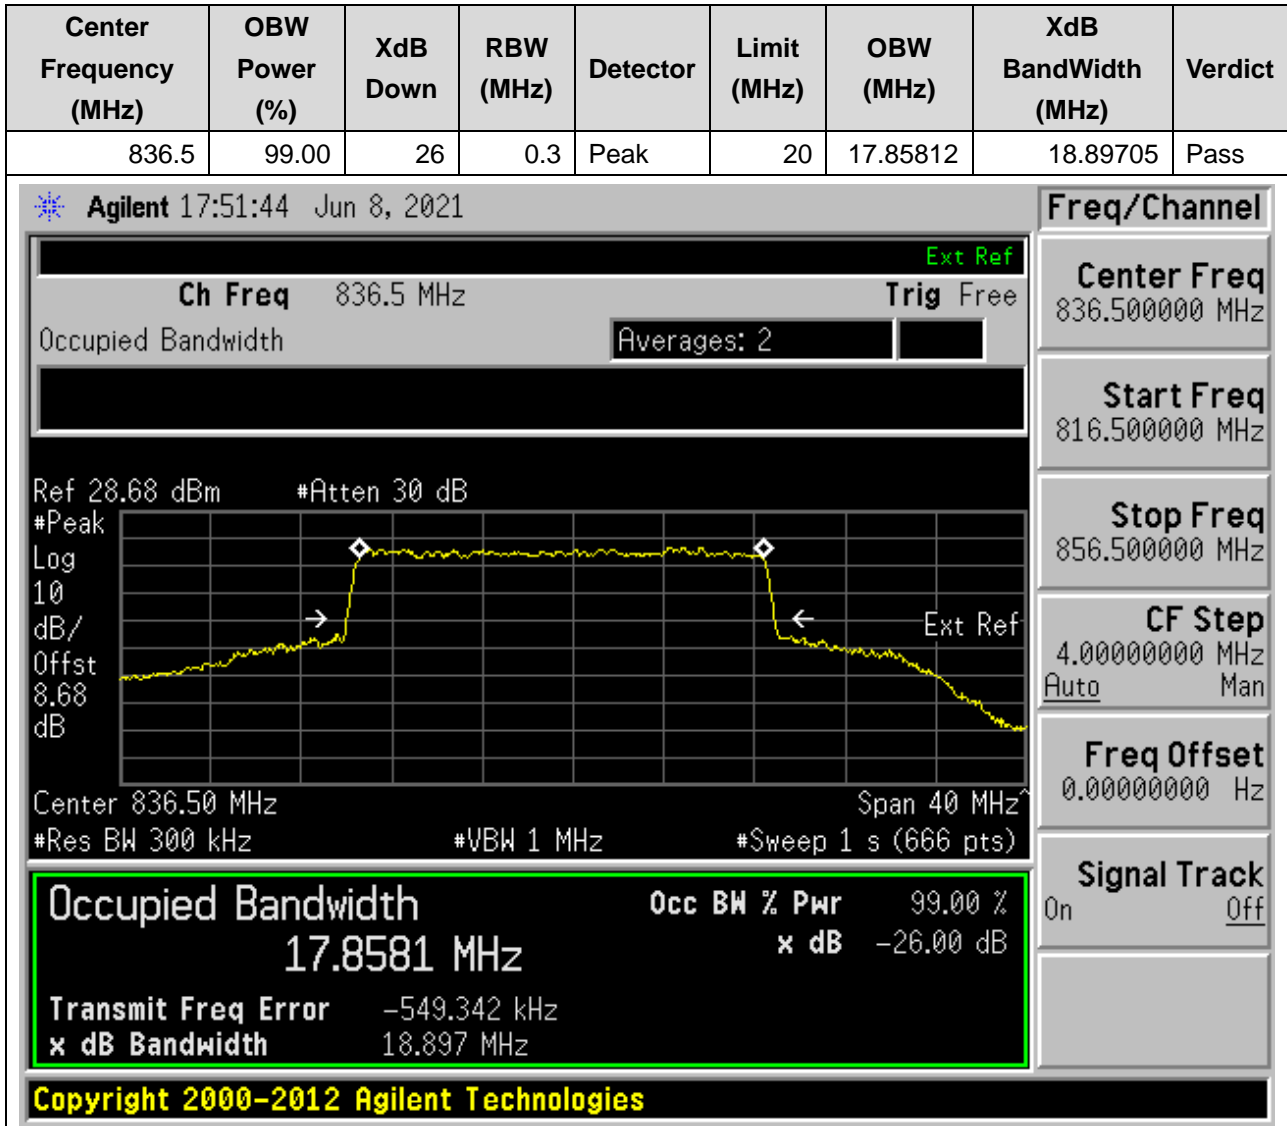 Center Frequency (MHz) OBW Power (%) XdB Down RBW (MHz) Detector Limit (MHz) OBW (MHz) XdB BandWidth (MHz) Verdict
836.5 99.00 26 0.3 Peak 20 17.85812 18.89705 Pass
Agilent 17:51:44 Jun 8, 2021
Freq/Channel
Ext Ref
Ch Freq 836.5 MHz Trig Free
Occupied Bandwidth Averages: 2
Center Freq
836.500000 MHz
Start Freq
816.500000 MHz
Stop Freq
856.500000 MHz
CF Step
4.00000000 MHz
Auto Man
Freq Offset
0.00000000 Hz
Signal Track
On Off
Ref 28.68 dBm #Atten 30 dB
#Peak
Log
10
dB/
Offst
8.68
dB
Ext Ref
Center 836.50 MHz Span 40 MHz^
#Res BW 300 kHz #VBW 1 MHz #Sweep 1 s (666 pts)
Occupied Bandwidth
17.8581 MHz
Occ BW % Pwr 99.00 %
x dB -26.00 dB
Transmit Freq Error -549.342 kHz
x dB Bandwidth 18.897 MHz
Copyright 2000-2012 Agilent Technologies